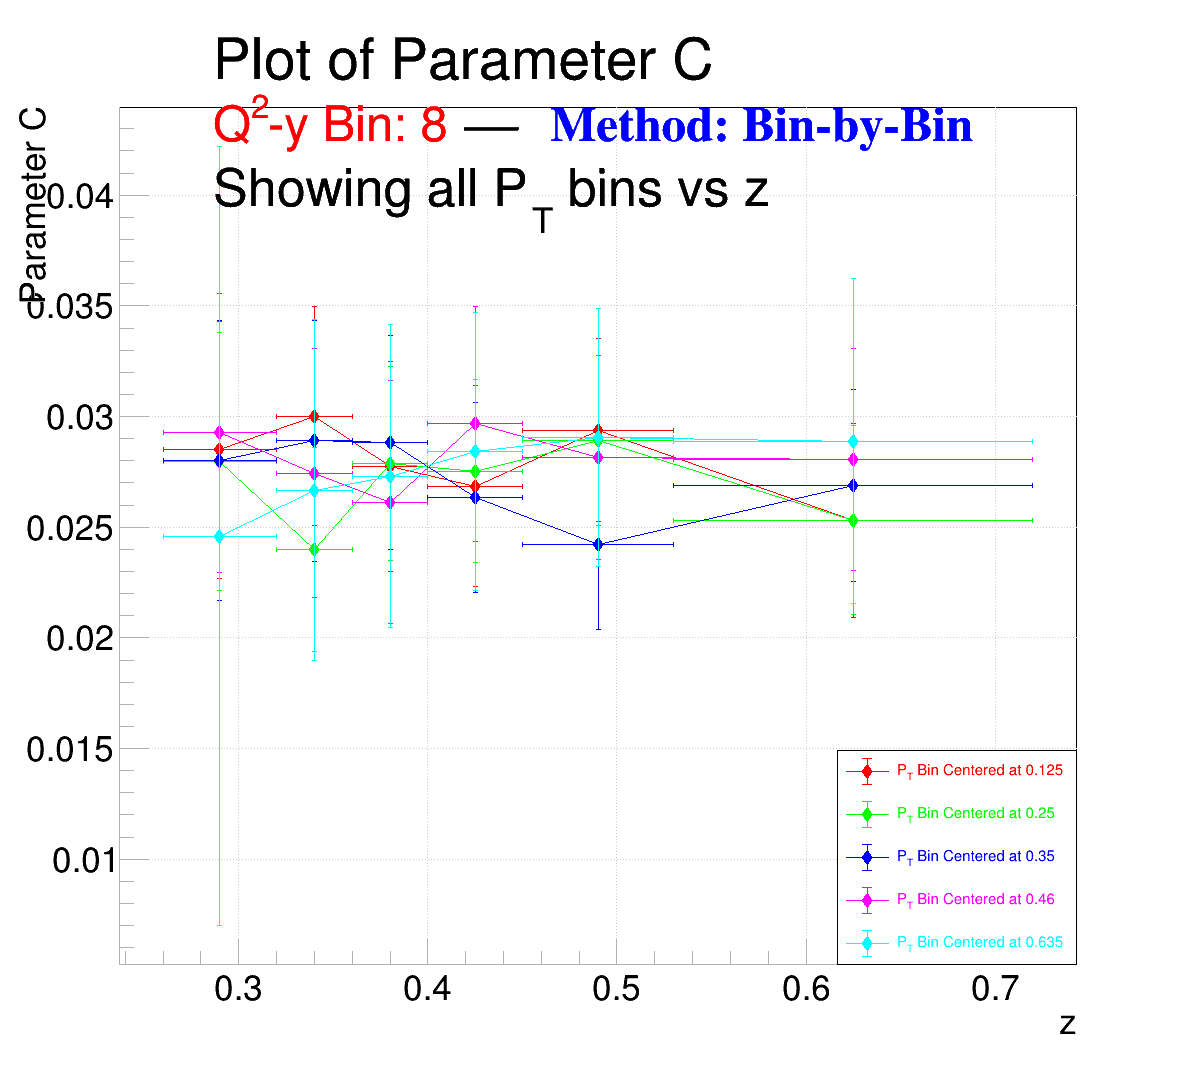 Plot of Parameter C
Q²-y Bin: 8 — Method: Bin-by-Bin
Showing all P_T bins vs z
Parameter C
0.04
0.035
0.03
0.025
0.02
0.015
0.01
P_T Bin Centered at 0.125
P_T Bin Centered at 0.25
P_T Bin Centered at 0.35
P_T Bin Centered at 0.46
P_T Bin Centered at 0.635
0.3 0.4 0.5 0.6 0.7
z